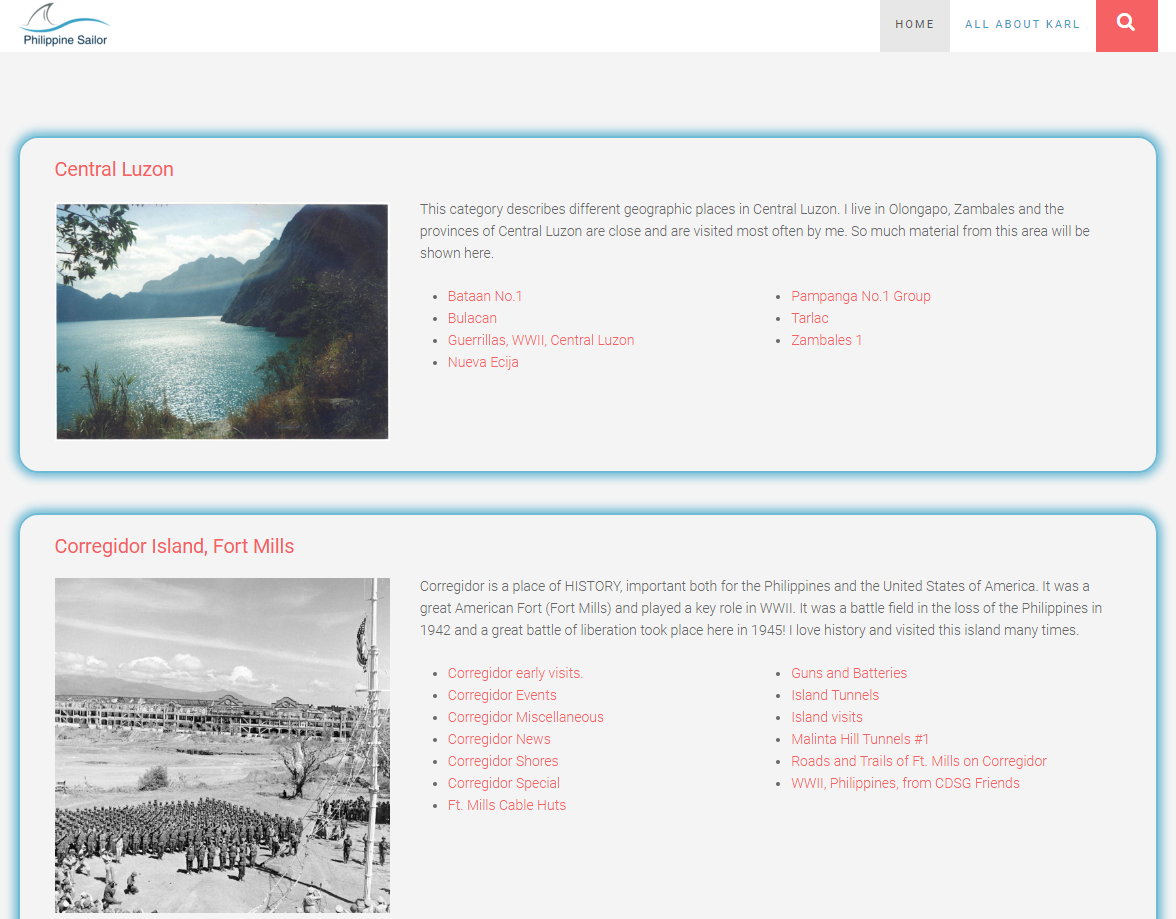 Philippine Sailor
HOME
ALL ABOUT KARL
Central Luzon
This category describes different geographic places in Central Luzon. I live in Olongapo, Zambales and the
provinces of Central Luzon are close and are visited most often by me. So much material from this area will be
shown here.
Bataan No.1
Bulacan
Guerrillas, WWII, Central Luzon
Nueva Ecija
Pampanga No.1 Group
Tarlac
Zambales 1
Corregidor Island, Fort Mills
Corregidor is a place of HISTORY, important both for the Philippines and the United States of America. It was a
great American Fort (Fort Mills) and played a key role in WWII. It was a battle field in the loss of the Philippines in
1942 and a great battle of liberation took place here in 1945! I love history and visited this island many times.
Corregidor early visits.
Corregidor Events
Corregidor Miscellaneous
Corregidor News
Corregidor Shores
Corregidor Special
Ft. Mills Cable Huts
Guns and Batteries
Island Tunnels
Island visits
Malinta Hill Tunnels #1
Roads and Trails of Ft. Mills on Corregidor
WWII, Philippines, from CDSG Friends